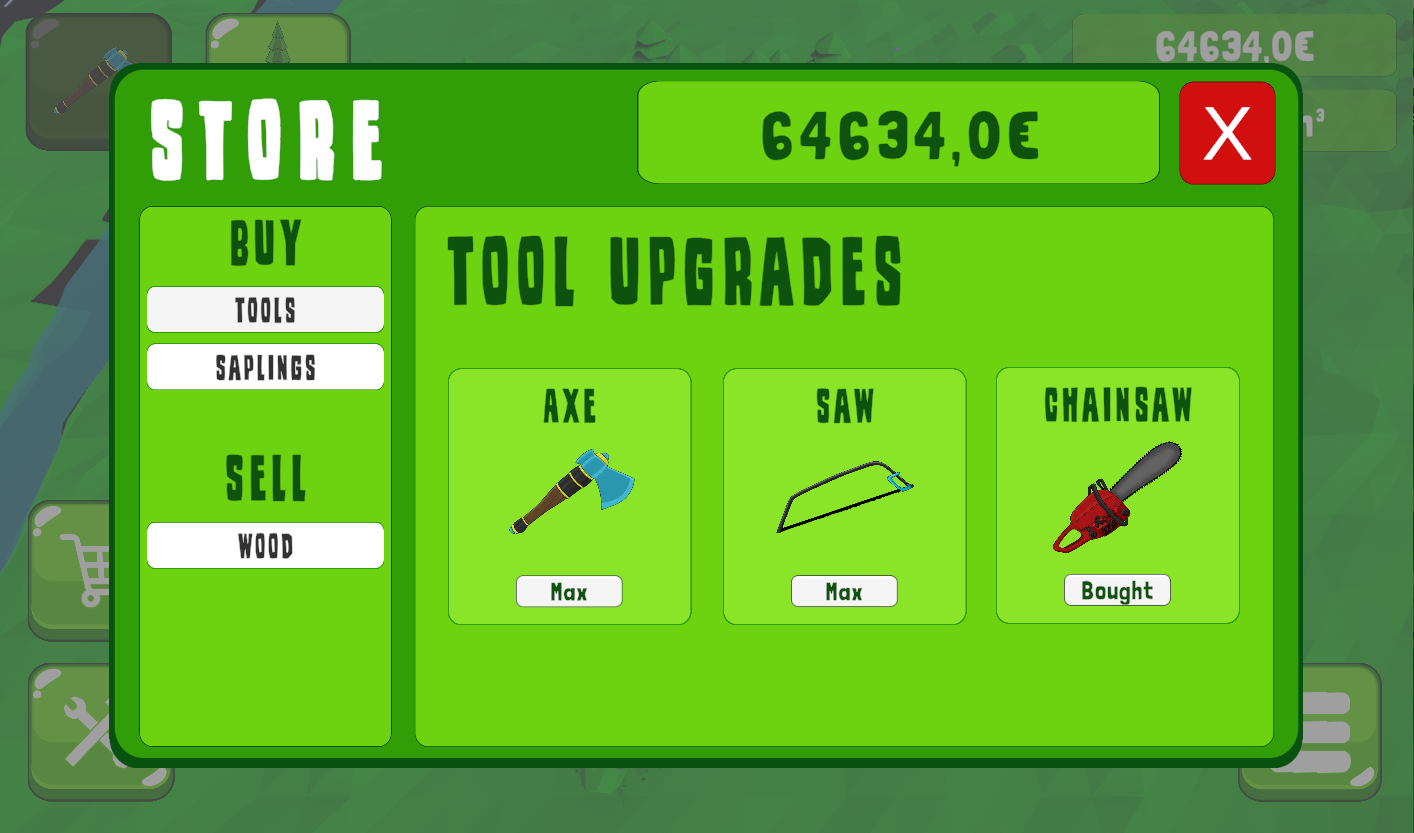 64634,0€
STORE
64634,0€
X
BUY
TOOLS
SAPLINGS
SELL
WOOD
TOOL UPGRADES
AXE
SAW
CHAINSAW
Max
Max
Bought